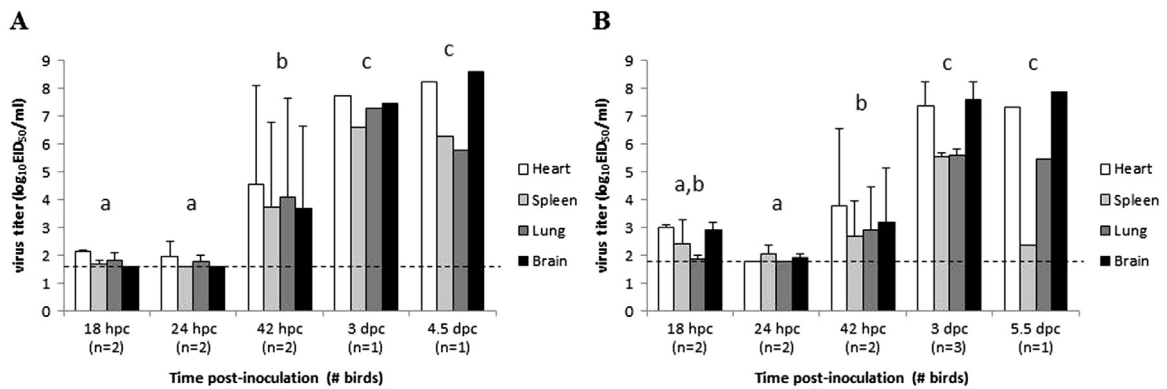 A
virus titer (log10EID50/ml)
9
8
7
6
5
4
3
2
1
0
a
a
b
c
c
Heart
Spleen
Lung
Brain
18 hpc 24 hpc 42 hpc 3 dpc 4.5 dpc
(n=2) (n=2) (n=2) (n=1) (n=1)
Time post-inoculation (# birds)
B
virus titer (log10EID50/ml)
9
8
7
6
5
4
3
2
1
0
a,b
a
b
c
c
Heart
Spleen
Lung
Brain
18 hpc 24 hpc 42 hpc 3 dpc 5.5 dpc
(n=2) (n=2) (n=2) (n=3) (n=1)
Time post-inoculation (# birds)